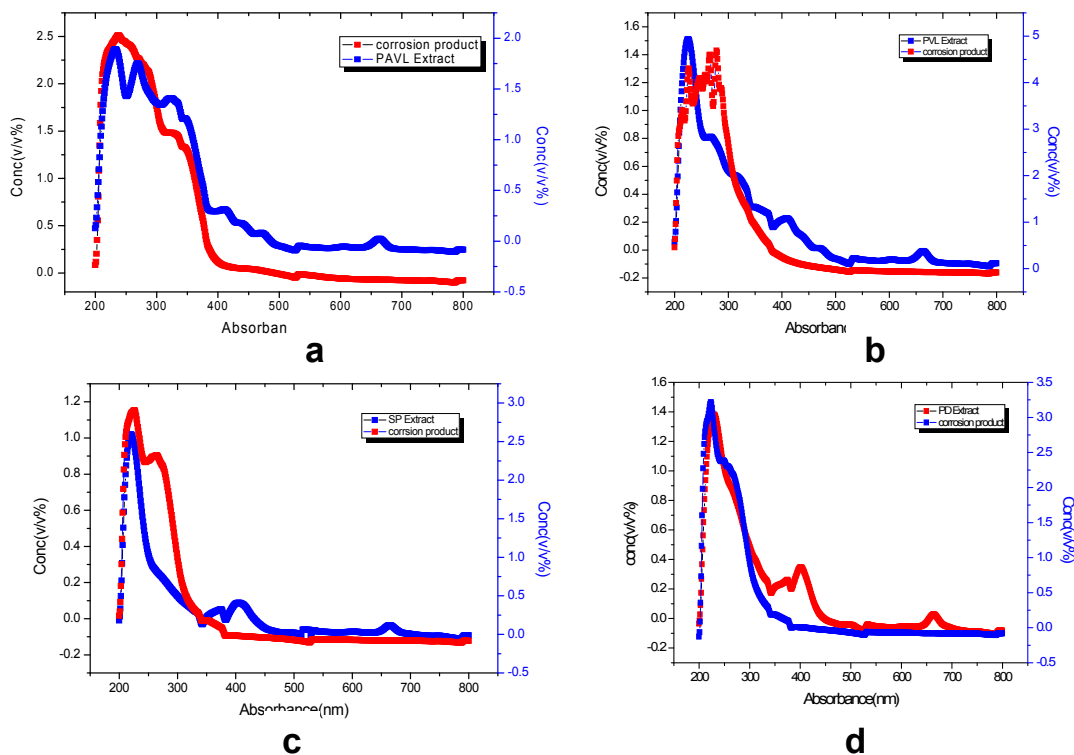 2.5
2.0
1.5
1.0
0.5
0.0
Conc(v/v%)
corrosion product
PAVL Extract
2.0
1.5
1.0
0.5
0.0
-0.5
Conc(v/v%)
200 300 400 500 600 700 800
Absorban
a
1.6
1.4
1.2
1.0
0.8
0.6
0.4
0.2
0.0
-0.2
Conc(v/v%)
PVL Extract
corrosion product
5
4
3
2
1
0
Conc(v/v%)
200 300 400 500 600 700 800
Absorbanc
b
1.2
1.0
0.8
0.6
0.4
0.2
0.0
-0.2
Conc(v/v%)
SP Extract
corrsion product
3.0
2.5
2.0
1.5
1.0
0.5
0.0
-0.5
Conc(v/v%)
200 300 400 500 600 700 800
Absorbance(nm)
c
1.6
1.4
1.2
1.0
0.8
0.6
0.4
0.2
0.0
-0.2
conc(v/v%)
PD Extract
corrosion product
3.5
3.0
2.5
2.0
1.5
1.0
0.5
0.0
-0.5
Conc(v/v%)
200 300 400 500 600 700 800
Absorbance(nm)
d